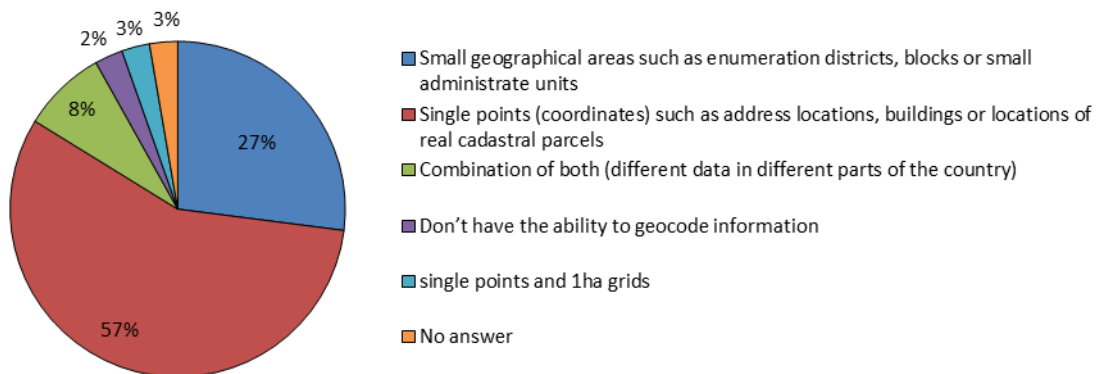 3%
3%
2%
8%
27%
57%
Small geographical areas such as enumeration districts, blocks or small
administrate units
Single points (coordinates) such as address locations, buildings or locations of
real cadastral parcels
Combination of both (different data in different parts of the country)
Don't have the ability to geocode information
single points and 1ha grids
No answer